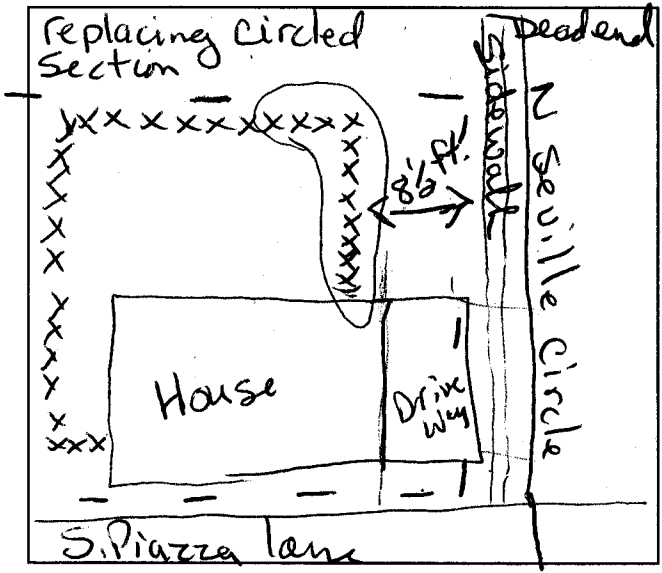 replacing Circled
Section
Deadend
Sidewalk
N Seville Circle
8½ ft.
House
Drive
way
S. Piazza lane